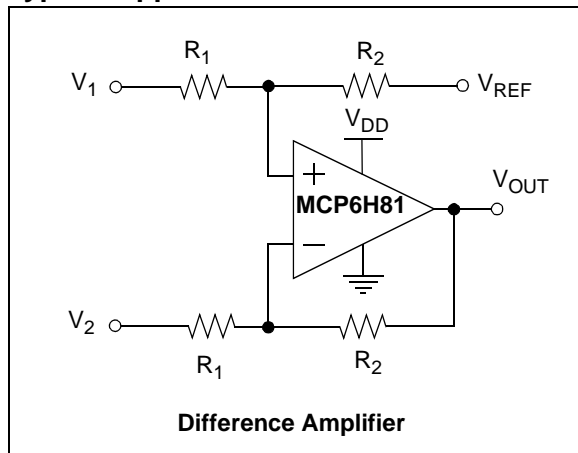 R1
R2
V1
VREF
VDD
VOUT
+
MCP6H81
−
V2
R1
R2
Difference Amplifier